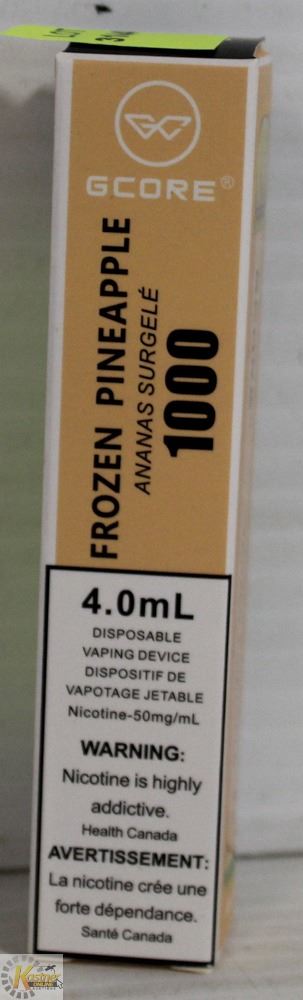 GCORE®
FROZEN PINEAPPLE
ANANAS SURGELÉ
1000
4.0mL
DISPOSABLE
VAPING DEVICE
DISPOSITIF DE
VAPOTAGE JETABLE
Nicotine-50mg/mL
WARNING:
Nicotine is highly
addictive.
Health Canada
AVERTISSEMENT:
La nicotine crée une
forte dépendance.
Santé Canada
Kastner